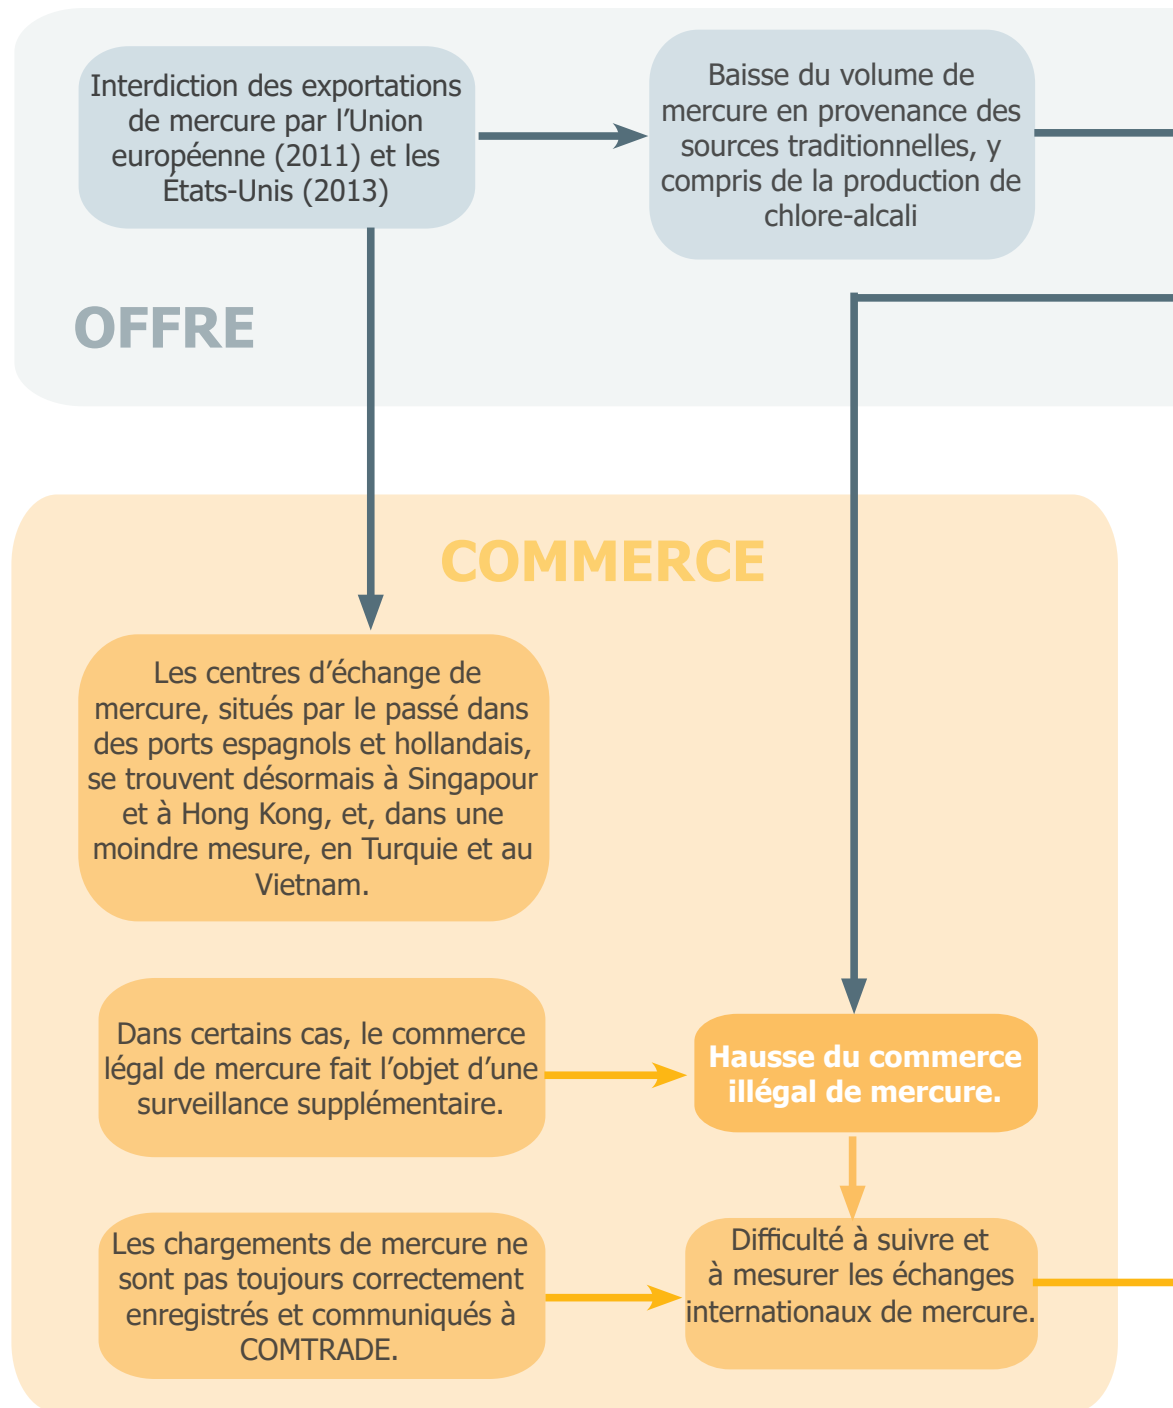 Interdiction des exportations
de mercure par l’Union
européenne (2011) et les
États-Unis (2013)
Baisse du volume de
mercure en provenance des
sources traditionnelles, y
compris de la production de
chlore-alcali
OFFRE
COMMERCE
Les centres d’échange de
mercure, situés par le passé dans
des ports espagnols et hollandais,
se trouvent désormais à Singapour
et à Hong Kong, et, dans une
moindre mesure, en Turquie et au
Vietnam.
Dans certains cas, le commerce
légal de mercure fait l’objet d’une
surveillance supplémentaire.
Hausse du commerce
illégal de mercure.
Les chargements de mercure ne
sont pas toujours correctement
enregistrés et communiqués à
COMTRADE.
Difficulté à suivre et
à mesurer les échanges
internationaux de mercure.